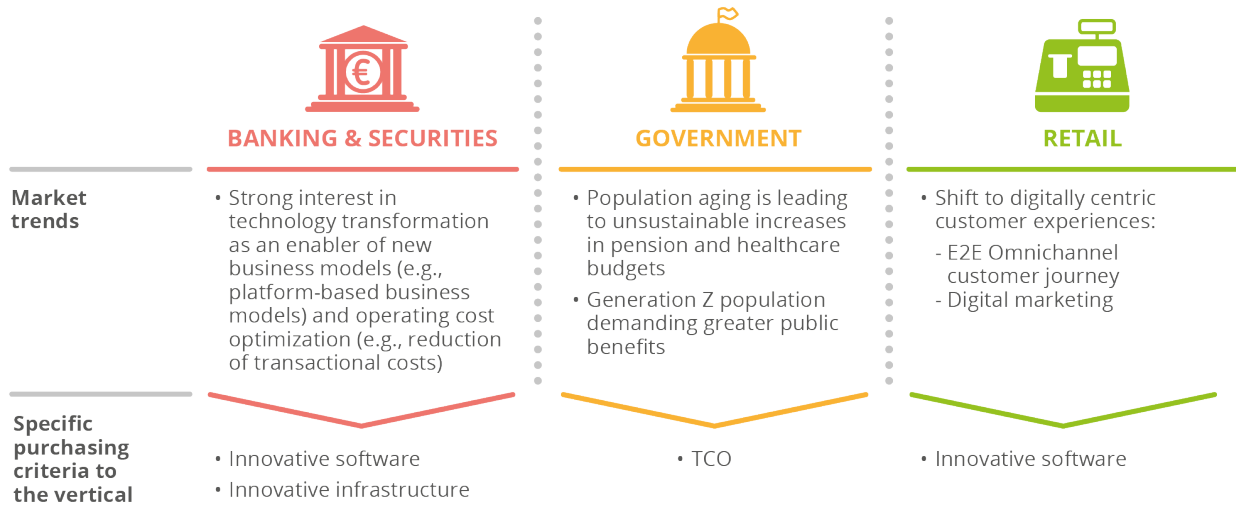 €
BANKING & SECURITIES
GOVERNMENT
RETAIL
Market
trends
• Strong interest in
technology transformation
as an enabler of new
business models (e.g.,
platform-based business
models) and operating cost
optimization (e.g., reduction
of transactional costs)
• Population aging is leading
to unsustainable increases
in pension and healthcare
budgets
• Generation Z population
demanding greater public
benefits
• Shift to digitally centric
customer experiences:
- E2E Omnichannel
customer journey
- Digital marketing
Specific
purchasing
criteria to
the vertical
• Innovative software
• Innovative infrastructure
• TCO
• Innovative software